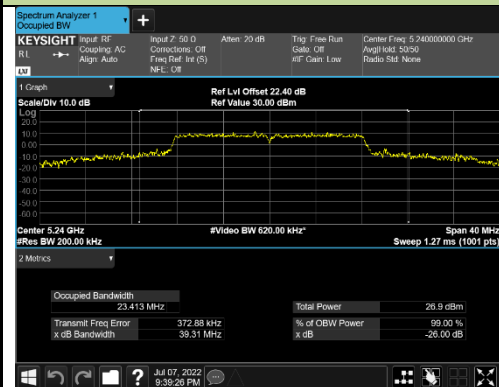 Spectrum Analyzer 1
Occupied BW
KEYSIGHT Input: RF Input Z: 50 Ω Atten: 20 dB Trig: Free Run Center Freq: 5.240000000 GHz
RL Coupling: AC Corrections: Off Gate: Off Avg|Hold: 50/50
Align: Auto Freq Ref: Int (S) #IF Gain: Low Radio Std: None
LXI NFE: Off
1 Graph
Ref Lvl Offset 22.40 dB
Scale/Div 10.0 dB Ref Value 30.00 dBm
Log
20.0
10.0
0.00
-10.0
-20.0
-30.0
-40.0
-50.0
-60.0
Center 5.24 GHz #Video BW 620.00 kHz* Span 40 MHz
#Res BW 200.00 kHz Sweep 1.27 ms (1001 pts)
2 Metrics
Occupied Bandwidth
23.413 MHz Total Power 26.9 dBm
Transmit Freq Error 372.88 kHz % of OBW Power 99.00 %
x dB Bandwidth 39.31 MHz x dB -26.00 dB
? Jul 07, 2022
9:39:26 PM